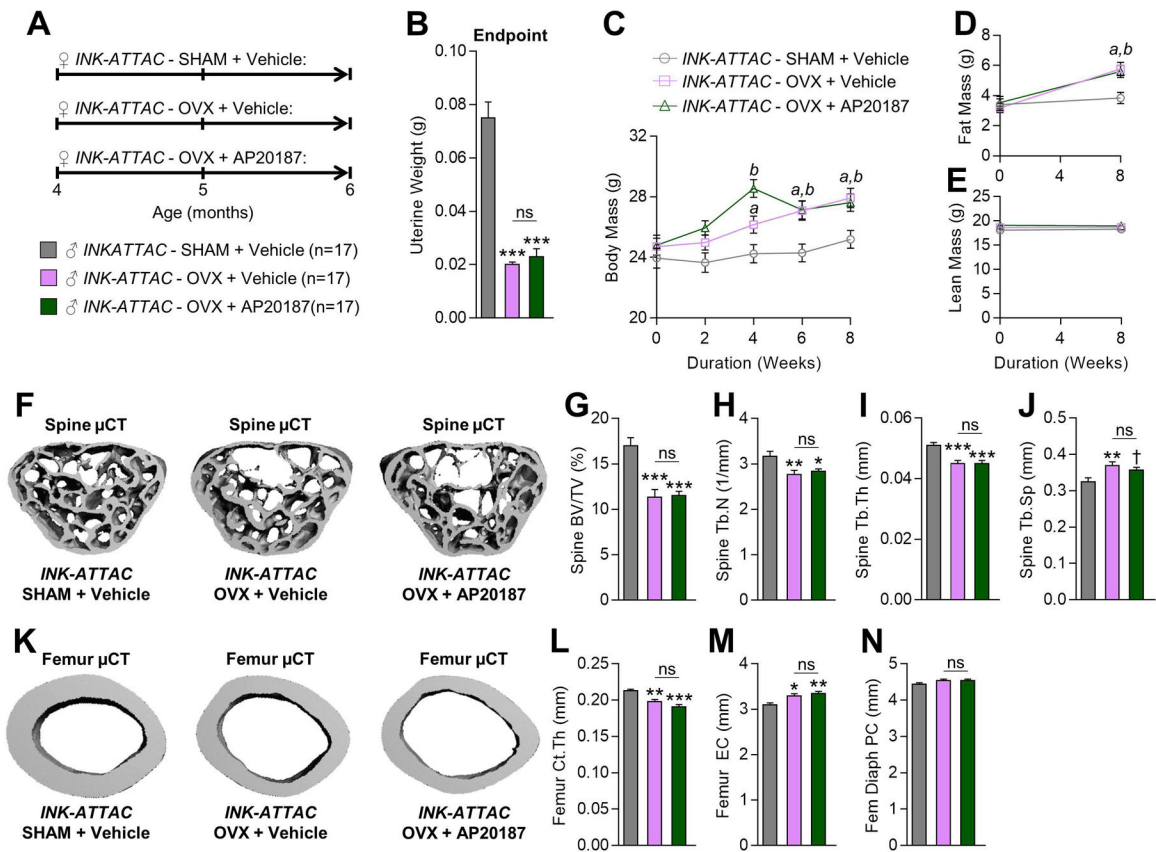 A
♀ INK-ATTAC - SHAM + Vehicle:
♀ INK-ATTAC - OVX + Vehicle:
♀ INK-ATTAC - OVX + AP20187:
4 5 6
Age (months)
♂ INKATTAC - SHAM + Vehicle (n=17)
♂ INK-ATTAC - OVX + Vehicle (n=17)
♂ INK-ATTAC - OVX + AP20187(n=17)
B
Endpoint
Uterine Weight (g)
0.10
0.08
0.06
0.04
0.02
0.00
ns
*** ***
C
INK-ATTAC - SHAM + Vehicle
INK-ATTAC - OVX + Vehicle
INK-ATTAC - OVX + AP20187
Body Mass (g)
32
28
24
20
b
a
a,b
a,b
0 2 4 6 8
Duration (Weeks)
D
Fat Mass (g)
8
6
4
2
0
a,b
0 4 8
E
Lean Mass (g)
25
20
15
10
5
0
0 4 8
Duration (Weeks)
F
Spine µCT
INK-ATTAC
SHAM + Vehicle
Spine µCT
INK-ATTAC
OVX + Vehicle
Spine µCT
INK-ATTAC
OVX + AP20187
G
Spine BV/TV (%)
20
15
10
5
0
ns
*** ***
H
Spine Tb.N (1/mm)
4
3
2
1
0
ns
** *
I
Spine Tb.Th (mm)
0.06
0.04
0.02
0.00
ns
*** ***
J
Spine Tb.Sp (mm)
0.5
0.4
0.3
0.2
0.1
0.0
ns
** †
K
Femur µCT
INK-ATTAC
SHAM + Vehicle
Femur µCT
INK-ATTAC
OVX + Vehicle
Femur µCT
INK-ATTAC
OVX + AP20187
L
Femur Ct.Th (mm)
0.25
0.20
0.15
0.10
0.05
0.00
ns
** ***
M
Femur EC (mm)
4
3
2
1
0
ns
* **
N
Fem Diaph PC (mm)
5
4
3
2
1
0
ns